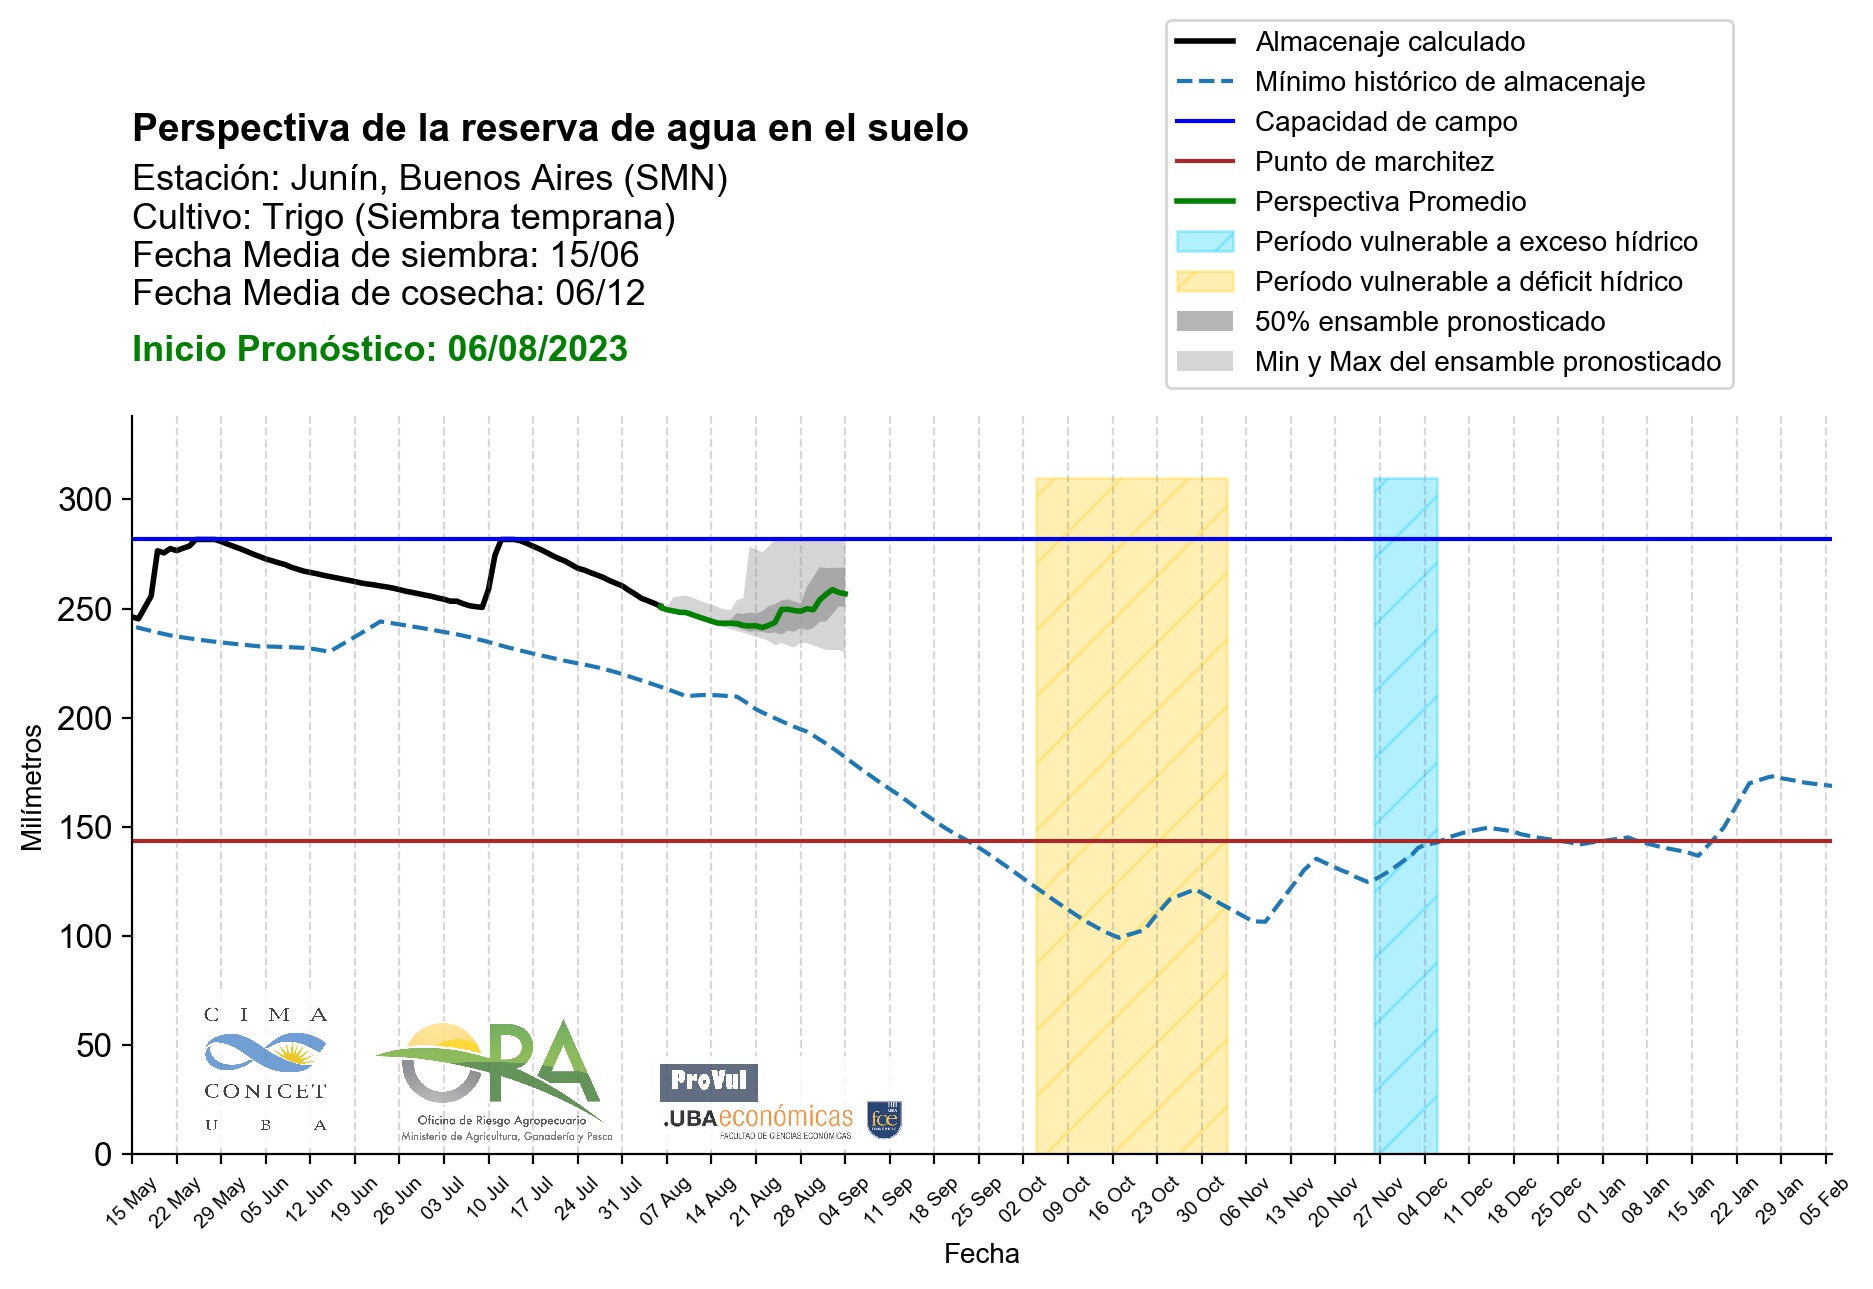 Almacenaje calculado
Mínimo histórico de almacenaje
Capacidad de campo
Punto de marchitez
Perspectiva Promedio
Período vulnerable a exceso hídrico
Período vulnerable a déficit hídrico
50% ensamble pronosticado
Min y Max del ensamble pronosticado
Perspectiva de la reserva de agua en el suelo
Estación: Junín, Buenos Aires (SMN)
Cultivo: Trigo (Siembra temprana)
Fecha Media de siembra: 15/06
Fecha Media de cosecha: 06/12
Inicio Pronóstico: 06/08/2023
Milímetros
300
250
200
150
100
50
0
CIMA
CONICET
UBA
ORA
Oficina de Riesgo Agropecuario
Ministerio de Agricultura, Ganadería y Pesca
ProVul
.UBAeconómicas
FACULTAD DE CIENCIAS ECONÓMICAS
fce
15 May
22 May
29 May
05 Jun
12 Jun
19 Jun
26 Jun
03 Jul
10 Jul
17 Jul
24 Jul
31 Jul
07 Aug
14 Aug
21 Aug
28 Aug
04 Sep
11 Sep
18 Sep
25 Sep
02 Oct
09 Oct
16 Oct
23 Oct
30 Oct
06 Nov
13 Nov
20 Nov
27 Nov
04 Dec
11 Dec
18 Dec
25 Dec
01 Jan
08 Jan
15 Jan
22 Jan
29 Jan
05 Feb
Fecha